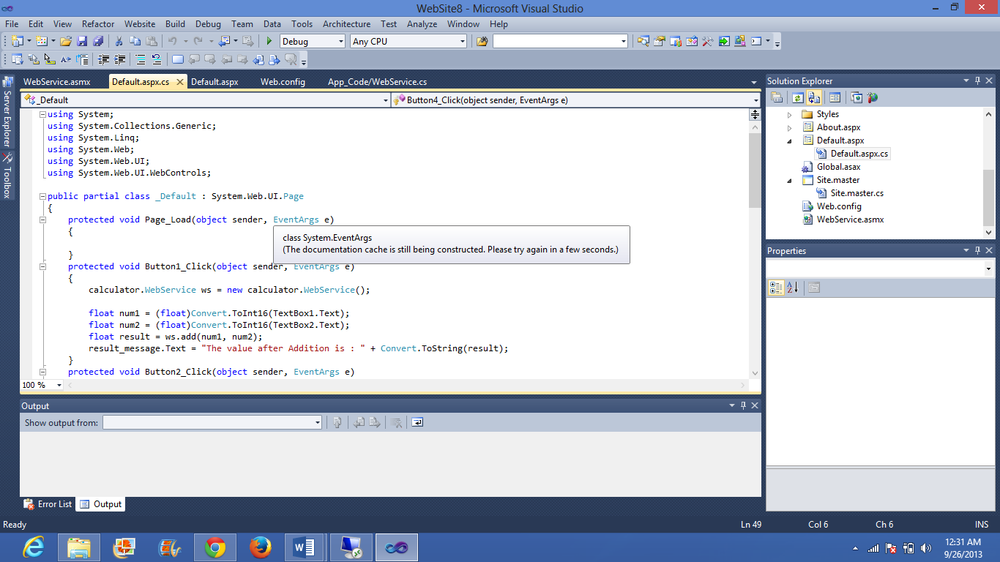 WebSite8 - Microsoft Visual Studio
File Edit View Refactor Website Build Debug Team Data Tools Architecture Test Analyze Window Help
Debug Any CPU
WebService.asmx Default.aspx.cs Default.aspx Web.config App_Code/WebService.cs
_Default Button4_Click(object sender, EventArgs e)
Server Explorer
Toolbox
using System;
using System.Collections.Generic;
using System.Linq;
using System.Web;
using System.Web.UI;
using System.Web.UI.WebControls;
public partial class _Default : System.Web.UI.Page
{
protected void Page_Load(object sender, EventArgs e)
{
class System.EventArgs
(The documentation cache is still being constructed. Please try again in a few seconds.)
}
protected void Button1_Click(object sender, EventArgs e)
{
calculator.WebService ws = new calculator.WebService();
float num1 = (float)Convert.ToInt16(TextBox1.Text);
float num2 = (float)Convert.ToInt16(TextBox2.Text);
float result = ws.add(num1, num2);
result_message.Text = "The value after Addition is : " + Convert.ToString(result);
}
protected void Button2_Click(object sender, EventArgs e)
100 %
Output
Show output from:
Error List Output
Solution Explorer
Styles
About.aspx
Default.aspx
Default.aspx.cs
Global.asax
Site.master
Site.master.cs
Web.config
WebService.asmx
Properties
Ready Ln 49 Col 6 Ch 6 INS
12:31 AM
9/26/2013